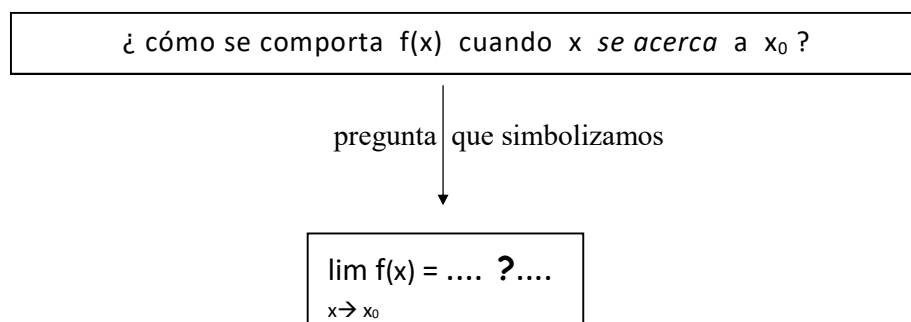 ¿ cómo se comporta f(x) cuando x se acerca a x₀ ?
pregunta que simbolizamos
lim f(x) = .... ?....
x→ x₀